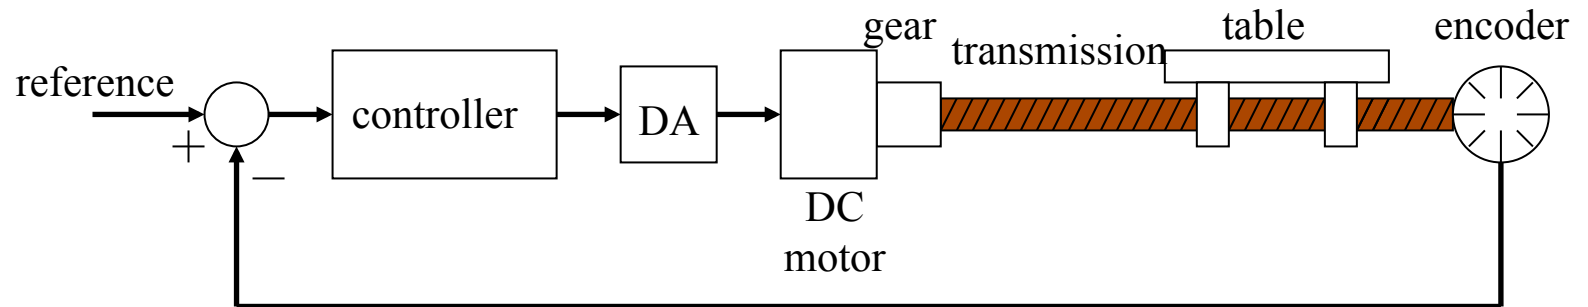 reference
+
−
controller
DA
DC
motor
gear
transmission
table
encoder